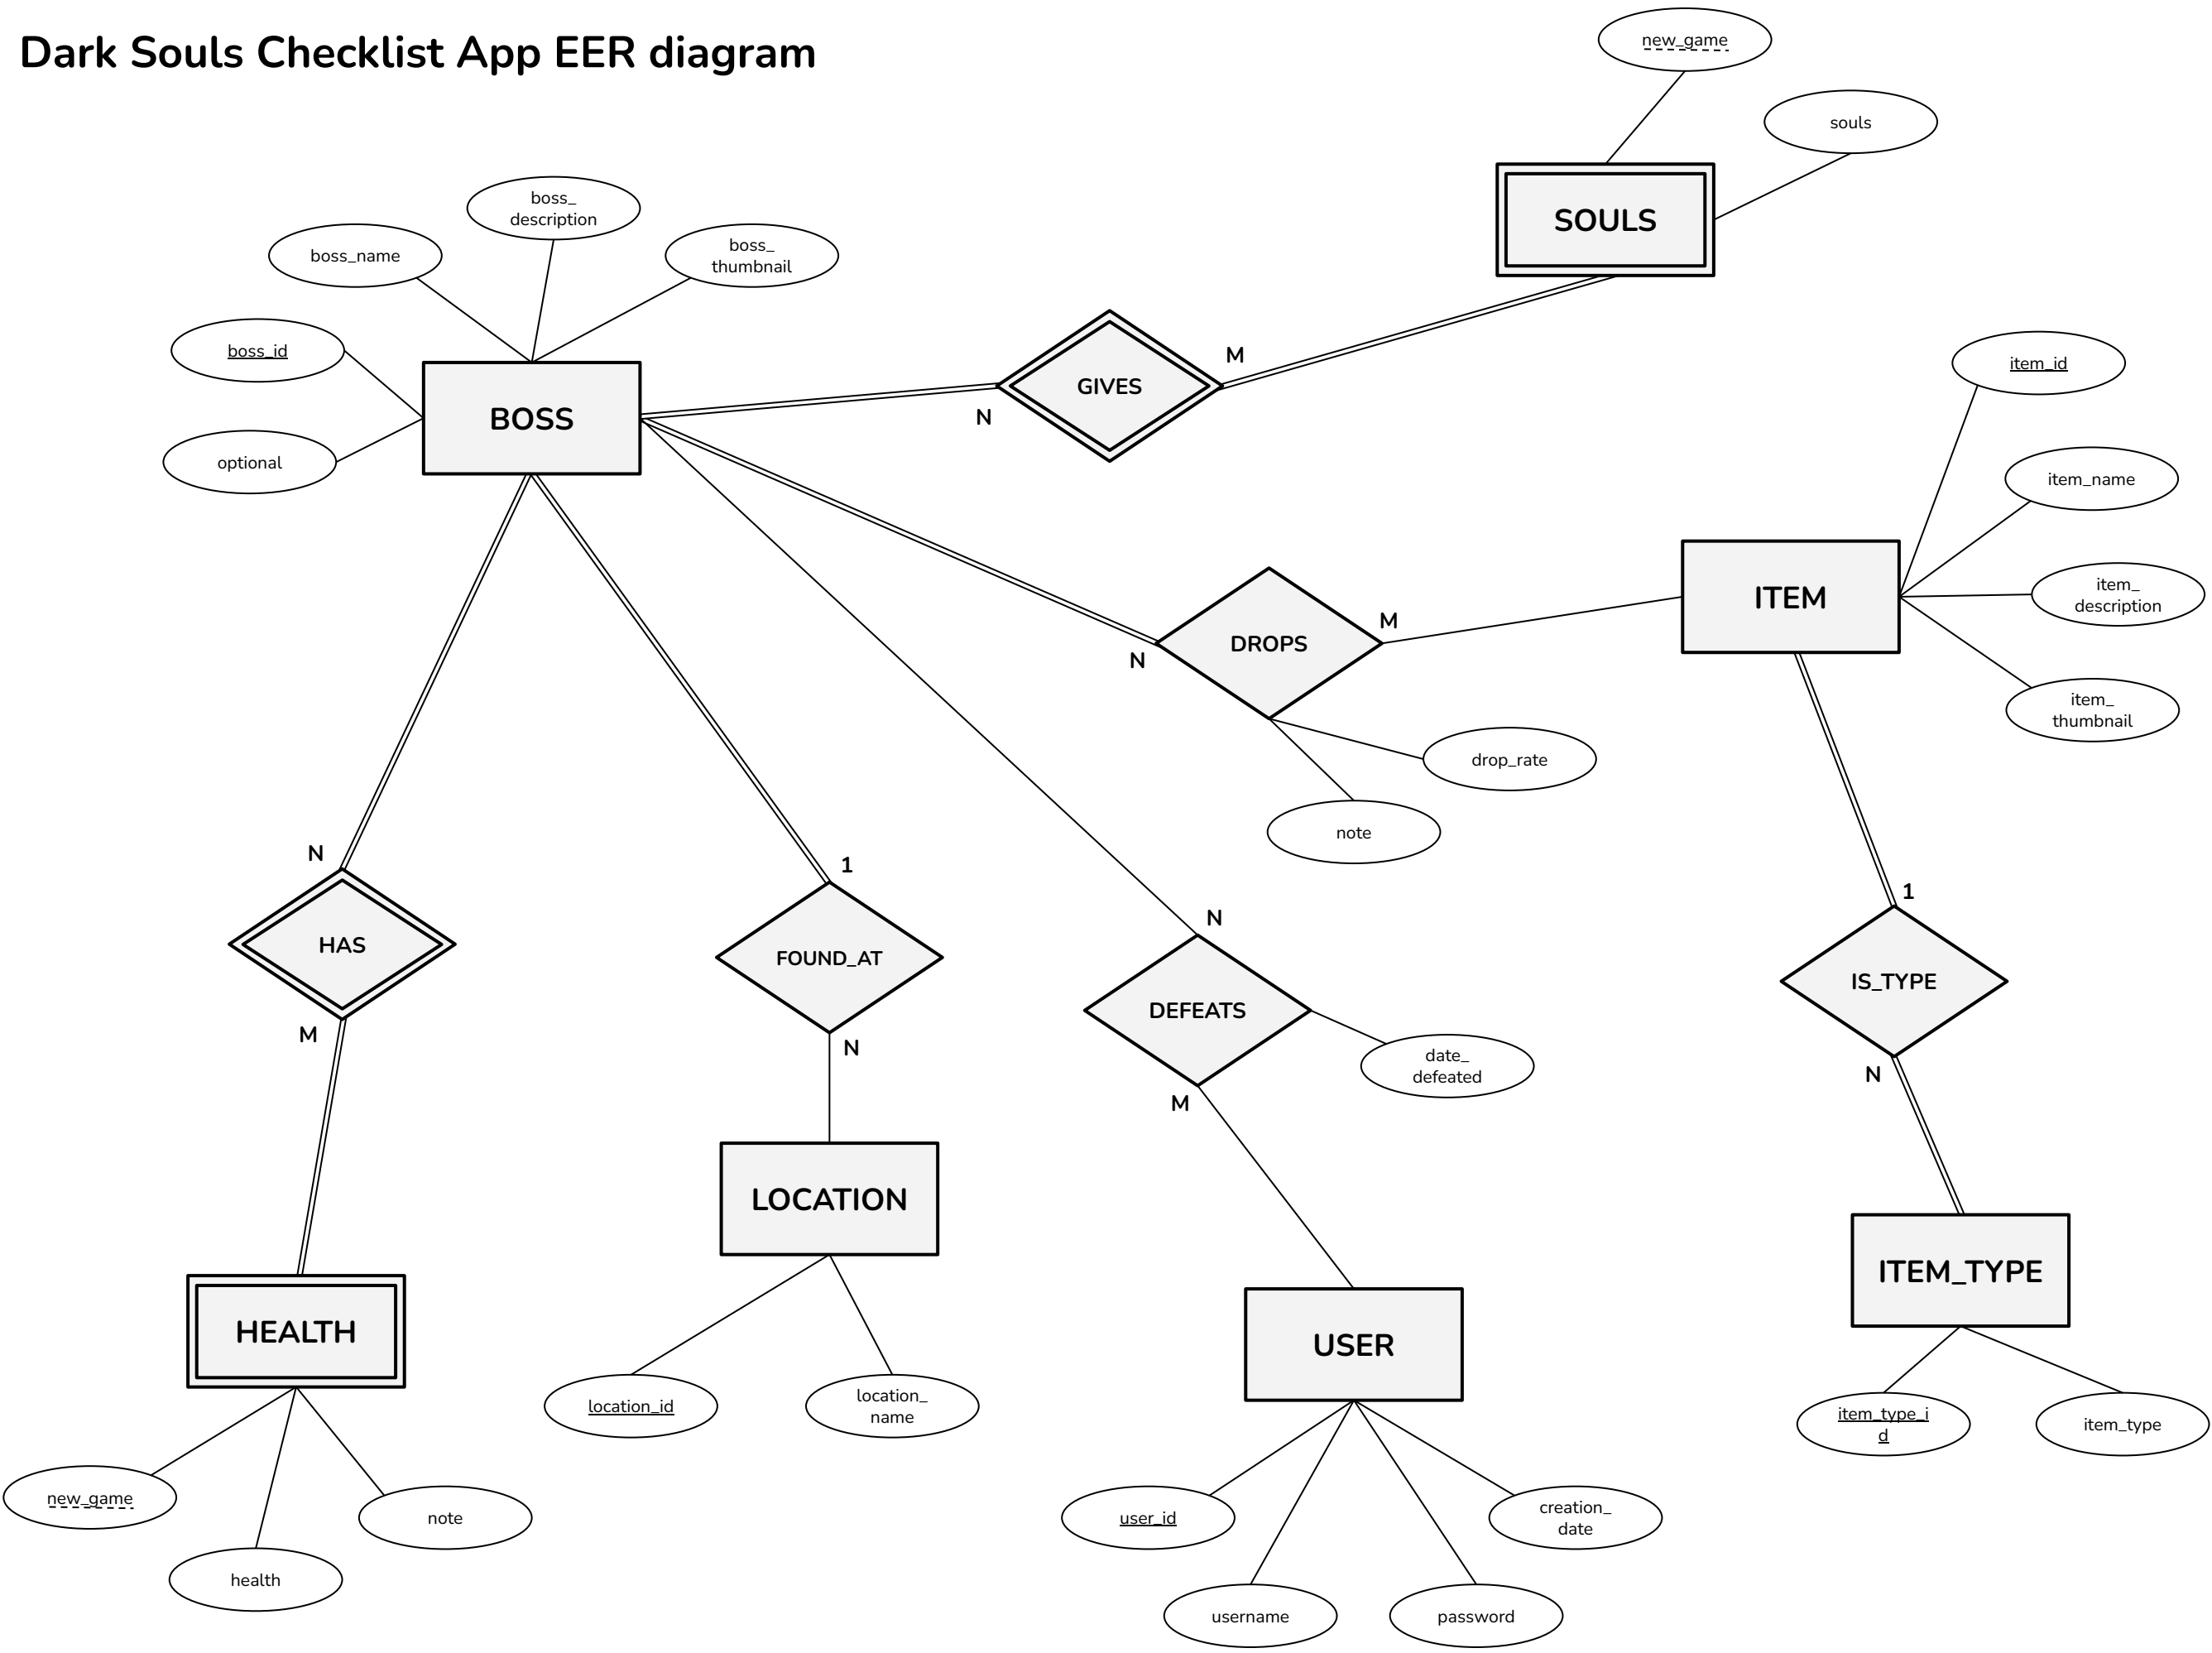 Dark Souls Checklist App EER diagram
new_game
souls
SOULS
boss_
description
boss_name
boss_
thumbnail
boss_id
optional
BOSS
GIVES
M
N
item_id
item_name
item_
description
item_
thumbnail
ITEM
DROPS
M
N
drop_rate
note
N
HAS
M
1
FOUND_AT
N
N
DEFEATS
M
date_
defeated
1
IS_TYPE
N
LOCATION
location_id
location_
name
HEALTH
new_game
note
health
USER
user_id
creation_
date
username
password
ITEM_TYPE
item_type_i
d
item_type